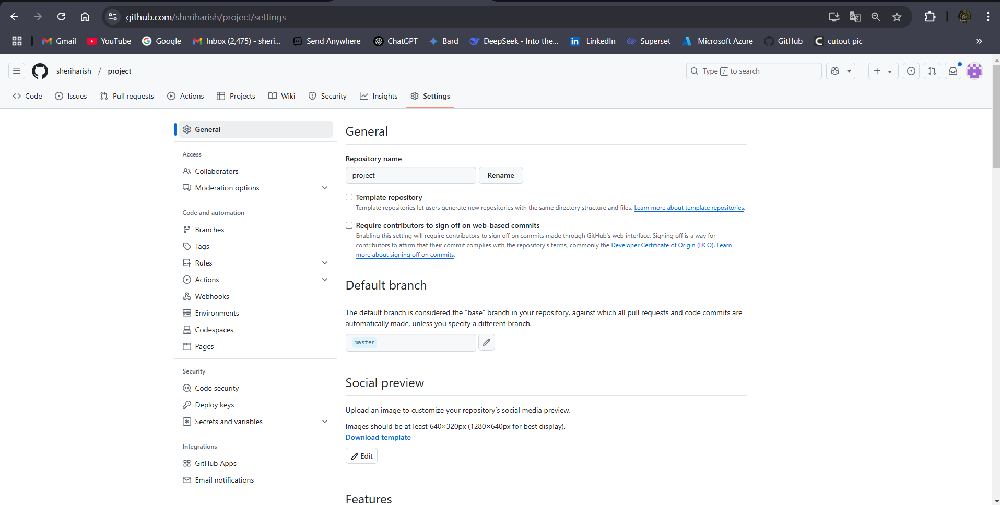 github.com/sheriharish/project/settings
Gmail YouTube Google Inbox (2,475) - sheri... Send Anywhere ChatGPT Bard DeepSeek - Into the... LinkedIn Superset Microsoft Azure GitHub cutout pic
sheriharish / project Type / to search
Code Issues Pull requests Actions Projects Wiki Security Insights Settings
General
Access
Collaborators
Moderation options
Code and automation
Branches
Tags
Rules
Actions
Webhooks
Environments
Codespaces
Pages
Security
Code security
Deploy keys
Secrets and variables
Integrations
GitHub Apps
Email notifications
General
Repository name
project Rename
Template repository
Template repositories let users generate new repositories with the same directory structure and files. Learn more about template repositories.
Require contributors to sign off on web-based commits
Enabling this setting will require contributors to sign off on commits made through GitHub's web interface. Signing off is a way for
contributors to affirm that their commit complies with the repository's terms, commonly the Developer Certificate of Origin (DCO). Learn
more about signing off on commits.
Default branch
The default branch is considered the “base” branch in your repository, against which all pull requests and code commits are
automatically made, unless you specify a different branch.
master
Social preview
Upload an image to customize your repository’s social media preview.
Images should be at least 640×320px (1280×640px for best display).
Download template
Edit
Features